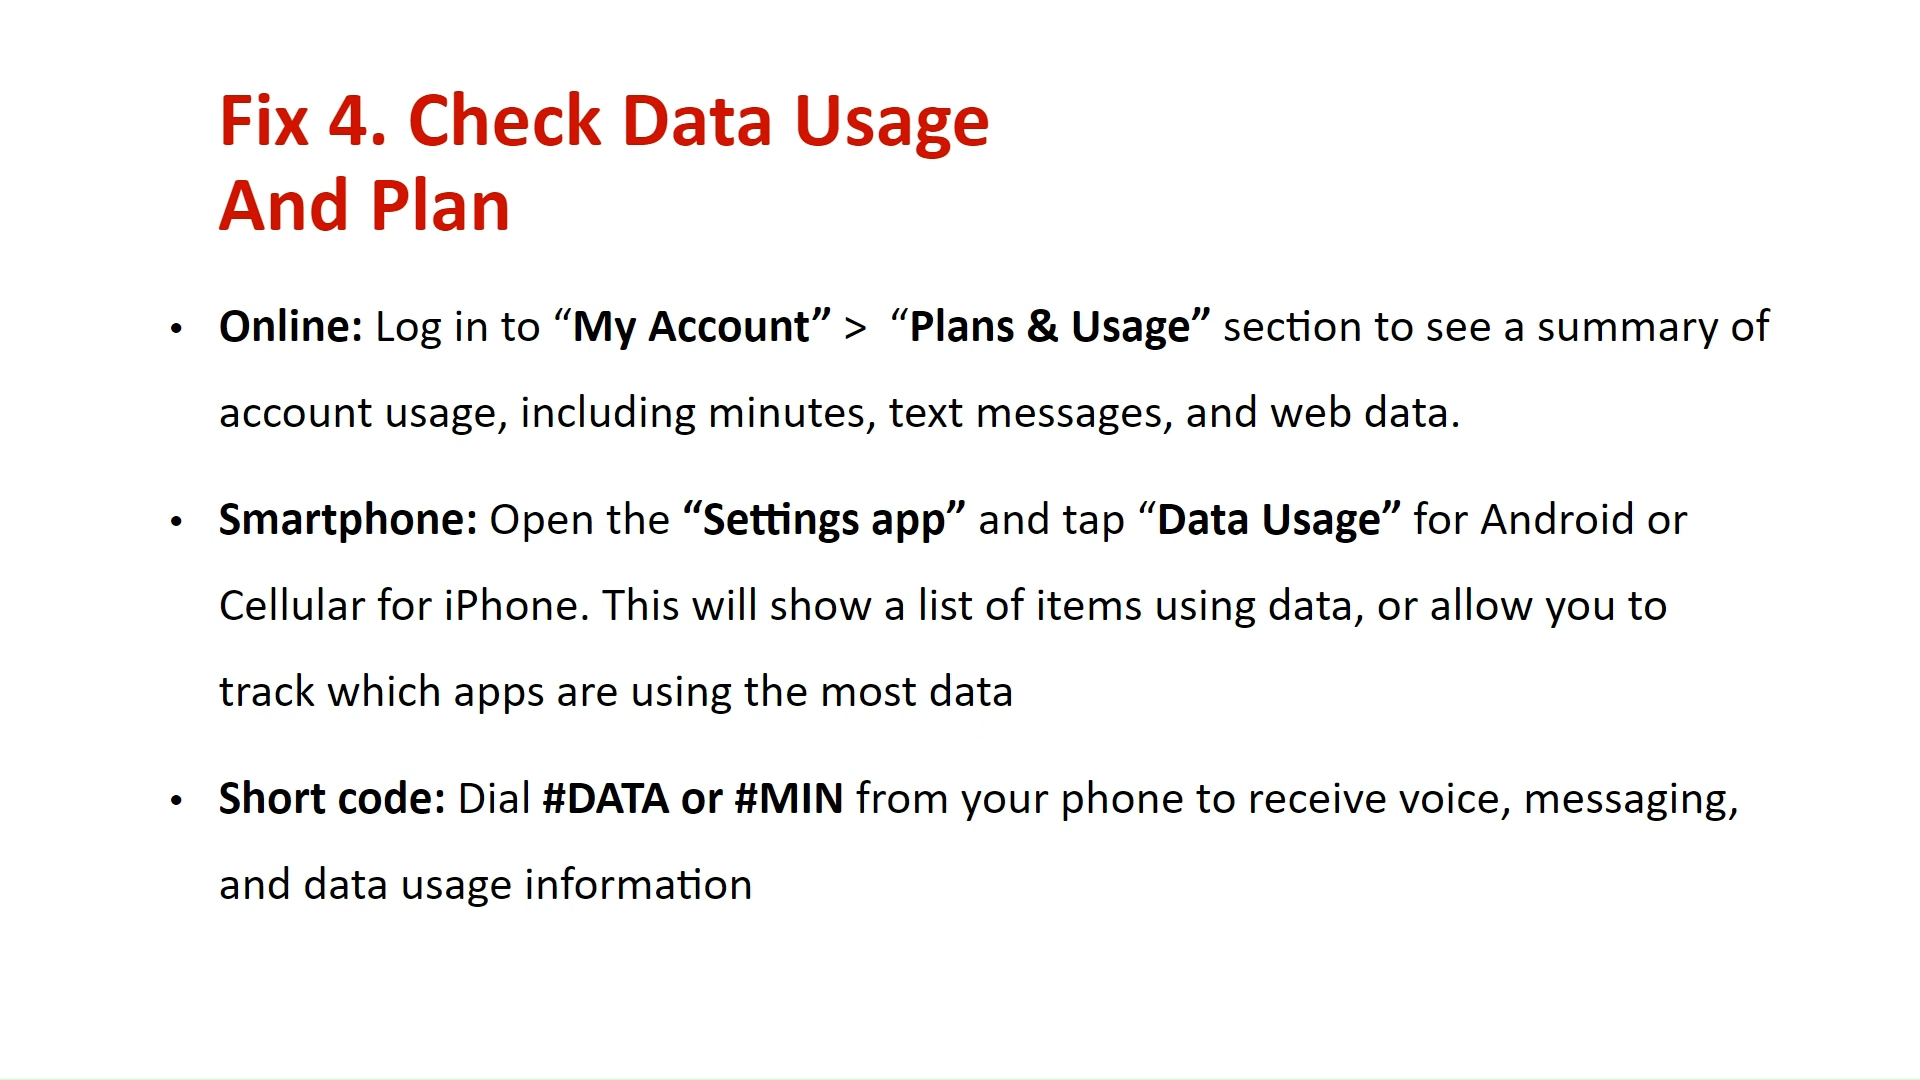 Fix 4. Check Data Usage
And Plan
• Online: Log in to “My Account” > “Plans & Usage” section to see a summary of
account usage, including minutes, text messages, and web data.
• Smartphone: Open the “Settings app” and tap “Data Usage” for Android or
Cellular for iPhone. This will show a list of items using data, or allow you to
track which apps are using the most data
• Short code: Dial #DATA or #MIN from your phone to receive voice, messaging,
and data usage information